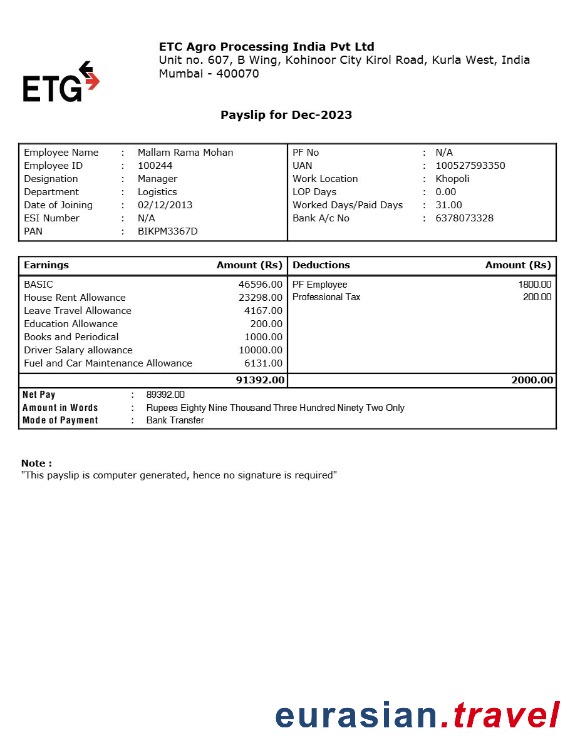 ETG
ETC Agro Processing India Pvt Ltd
Unit no. 607, B Wing, Kohinoor City Kirol Road, Kurla West, India
Mumbai - 400070
Payslip for Dec-2023
Employee Name : Mallam Rama Mohan PF No : N/A
Employee ID : 100244 UAN : 100527593350
Designation : Manager Work Location : Khopoli
Department : Logistics LOP Days : 0.00
Date of Joining : 02/12/2013 Worked Days/Paid Days : 31.00
ESI Number : N/A Bank A/c No : 6378073328
PAN : BIKPM3367D
Earnings Amount (Rs) Deductions Amount (Rs)
BASIC 46596.00 PF Employee 1800.00
House Rent Allowance 23298.00 Professional Tax 200.00
Leave Travel Allowance 4167.00
Education Allowance 200.00
Books and Periodical 1000.00
Driver Salary allowance 10000.00
Fuel and Car Maintenance Allowance 6131.00
91392.00 2000.00
Net Pay : 89392.00
Amount in Words : Rupees Eighty Nine Thousand Three Hundred Ninety Two Only
Mode of Payment : Bank Transfer
Note :
"This payslip is computer generated, hence no signature is required"
eurasian.travel